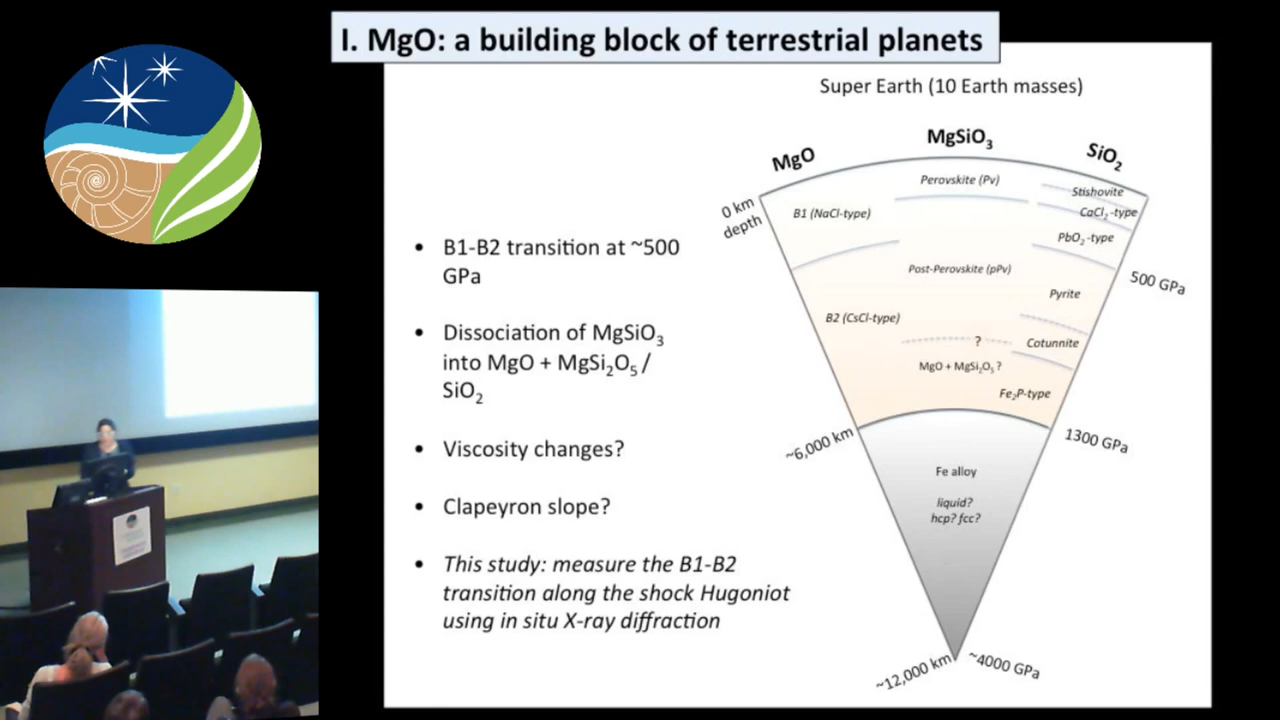 I. MgO: a building block of terrestrial planets
Super Earth (10 Earth masses)
MgO
MgSiO₃
SiO₂
0 km
depth
Perovskite (Pv)
Stishovite
B1 (NaCl-type)
CaCl₂-type
PbO₂-type
Post-Perovskite (pPv)
500 GPa
Pyrite
B2 (CsCl-type)
?
Cotunnite
MgO + MgSi₂O₅ ?
Fe₂P-type
~6,000 km
1300 GPa
Fe alloy
liquid?
hcp? fcc?
~12,000 km
~4000 GPa
• B1-B2 transition at ~500
GPa
• Dissociation of MgSiO₃
into MgO + MgSi₂O₅ /
SiO₂
• Viscosity changes?
• Clapeyron slope?
• This study: measure the B1-B2
transition along the shock Hugoniot
using in situ X-ray diffraction